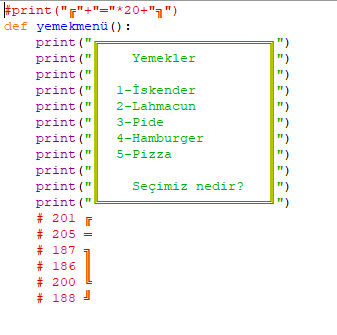 #print("╔"+"═"*20+"╗")
def yemekmenü():
    print("╔════════════════════╗")
    print("║    Yemekler        ║")
    print("║                    ║")
    print("║  1-İskender        ║")
    print("║  2-Lahmacun        ║")
    print("║  3-Pide            ║")
    print("║  4-Hamburger       ║")
    print("║  5-Pizza           ║")
    print("║                    ║")
    print("║    Seçimiz nedir?  ║")
    print("╚════════════════════╝")
    # 201 ╔
    # 205 ═
    # 187 ╗
    # 186 ║
    # 200 ╚
    # 188 ╝